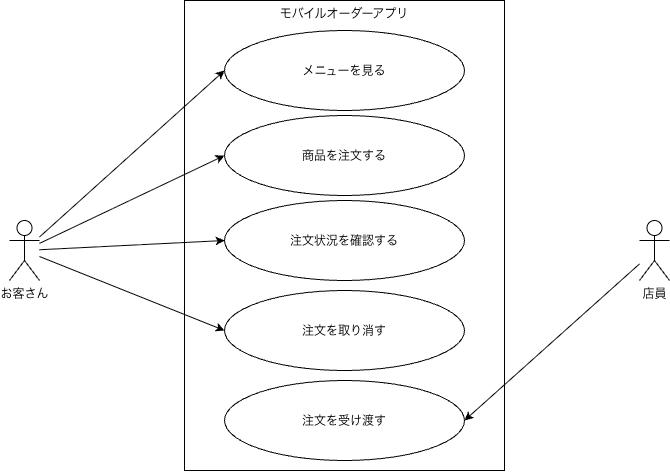 モバイルオーダーアプリ
メニューを見る
商品を注文する
注文状況を確認する
お客さん
店員
注文を取り消す
注文を受け渡す